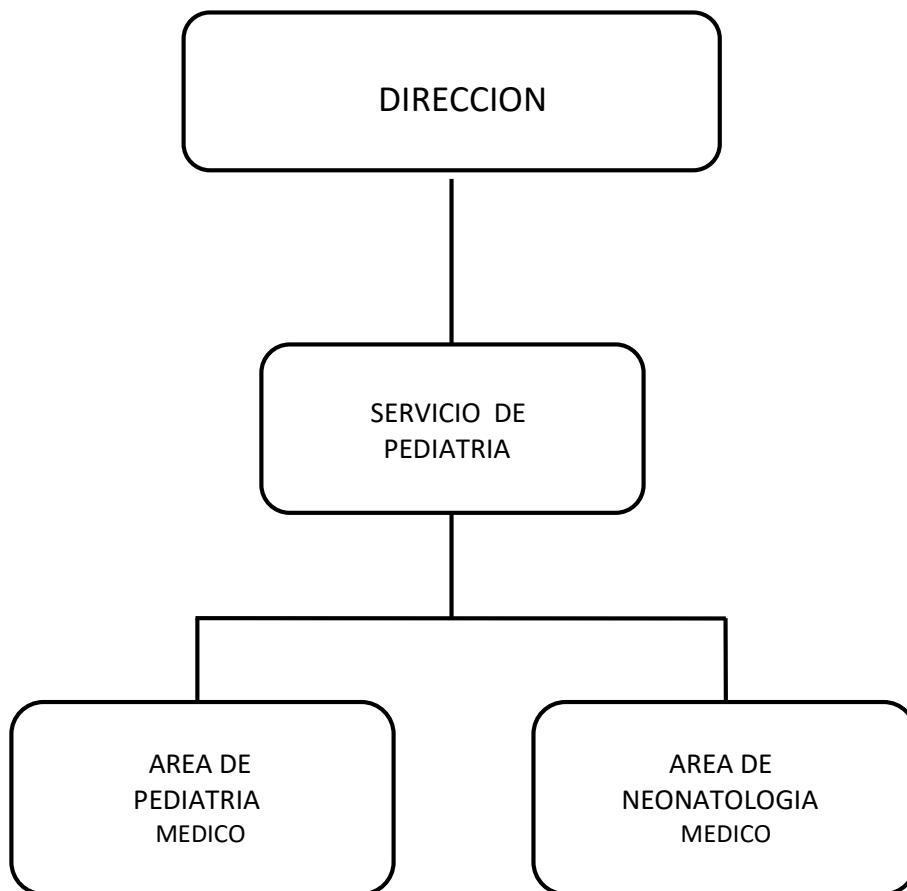 DIRECCION
SERVICIO DE
PEDIATRIA
AREA DE
PEDIATRIA
MEDICO
AREA DE
NEONATOLOGIA
MEDICO